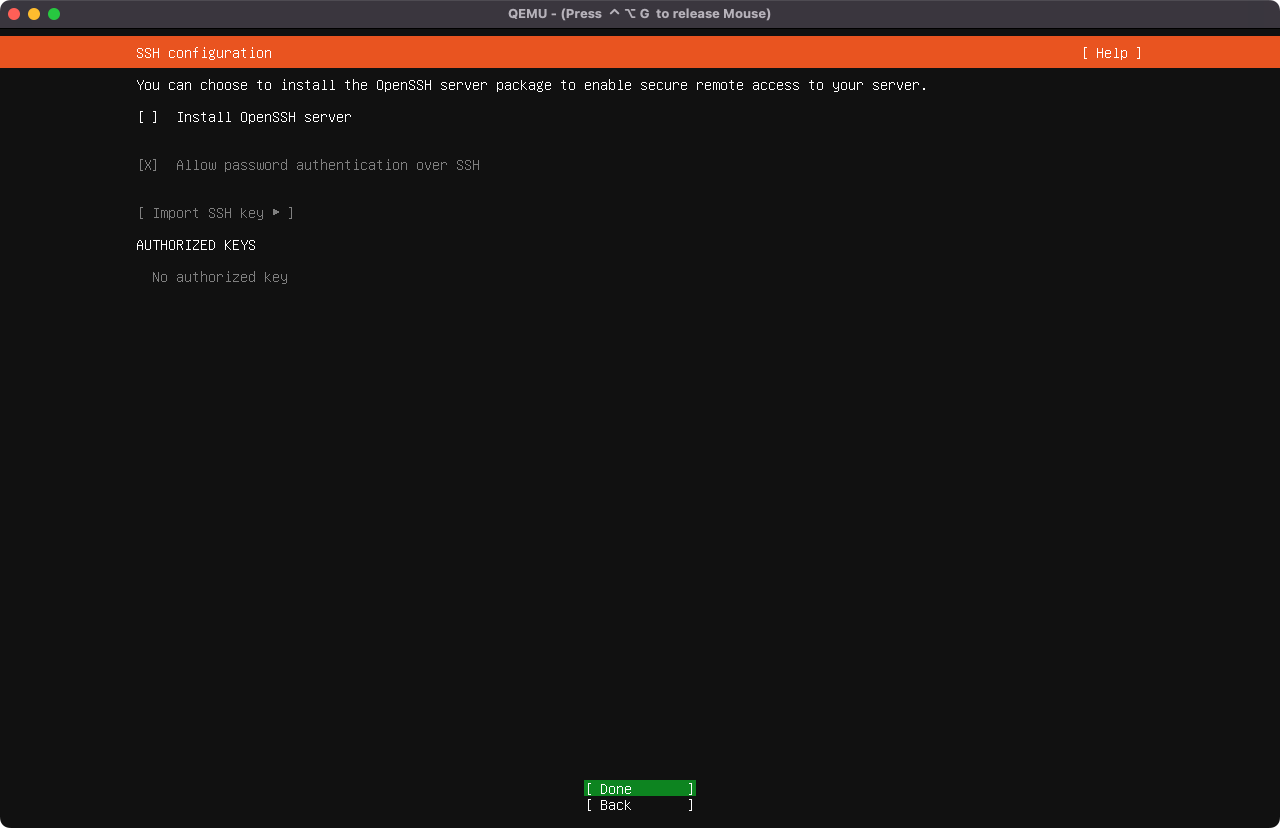 QEMU - (Press ⌃⌥G to release Mouse)
SSH configuration [ Help ]
You can choose to install the OpenSSH server package to enable secure remote access to your server.
[ ] Install OpenSSH server
[X] Allow password authentication over SSH
[ Import SSH key ▸ ]
AUTHORIZED KEYS
No authorized key
[ Done ]
[ Back ]